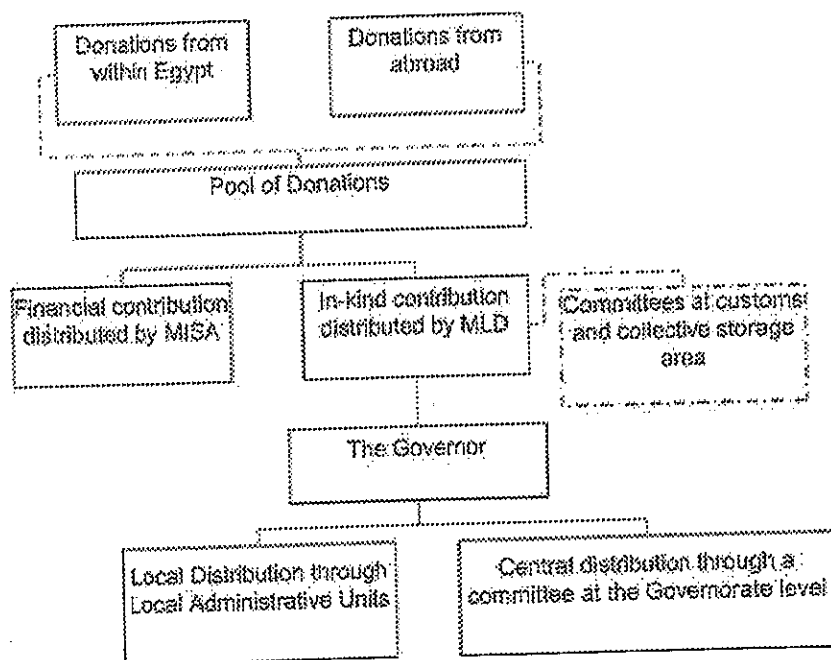 Donations from
within Egypt
Donations from
abroad
Pool of Donations
Financial contribution
distributed by MISA
In-kind contribution
distributed by MLD
Committees at customs
and collective storage
area
The Governor
Local Distribution through
Local Administrative Units
Central distribution through a
committee at the Governorate level